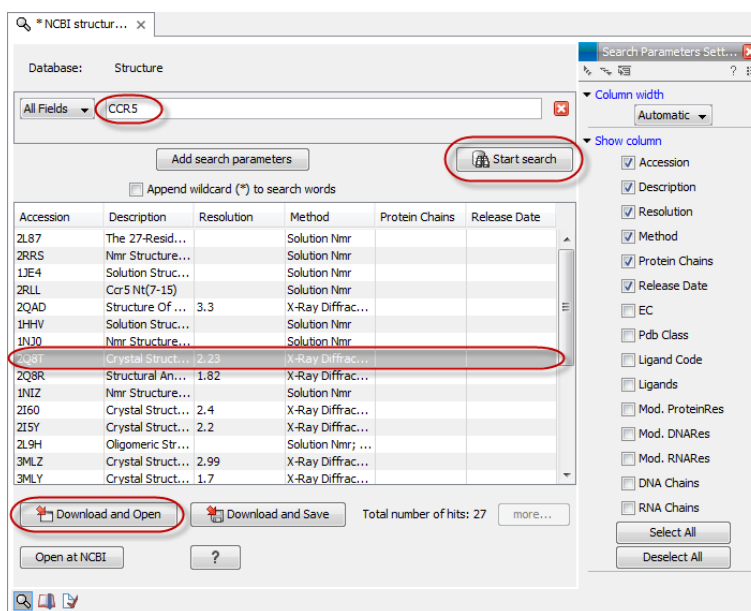 * NCBI structur... ×
Database: Structure
All Fields CCR5
Add search parameters Start search
Append wildcard (*) to search words
Accession Description Resolution Method Protein Chains Release Date
2L87 The 27-Resid... Solution Nmr
2RRS Nmr Structure... Solution Nmr
1JE4 Solution Struc... Solution Nmr
2RLL Ccr5 Nt(7-15) Solution Nmr
2QAD Structure Of ... 3.3 X-Ray Diffrac...
1HHV Solution Struc... Solution Nmr
1NJ0 Nmr Structure... Solution Nmr
2Q8T Crystal Struct... 2.23 X-Ray Diffrac...
2Q8R Structural An... 1.82 X-Ray Diffrac...
1NIZ Nmr Structure... Solution Nmr
2I60 Crystal Struct... 2.4 X-Ray Diffrac...
2I5Y Crystal Struct... 2.2 X-Ray Diffrac...
2L9H Oligomeric Str... Solution Nmr; ...
3MLZ Crystal Struct... 2.99 X-Ray Diffrac...
3MLY Crystal Struct... 1.7 X-Ray Diffrac...
Download and Open Download and Save Total number of hits: 27 more...
Open at NCBI ?
Search Parameters Sett...
?
Column width
Automatic
Show column
Accession
Description
Resolution
Method
Protein Chains
Release Date
EC
Pdb Class
Ligand Code
Ligands
Mod. ProteinRes
Mod. DNARes
Mod. RNARes
DNA Chains
RNA Chains
Select All
Deselect All